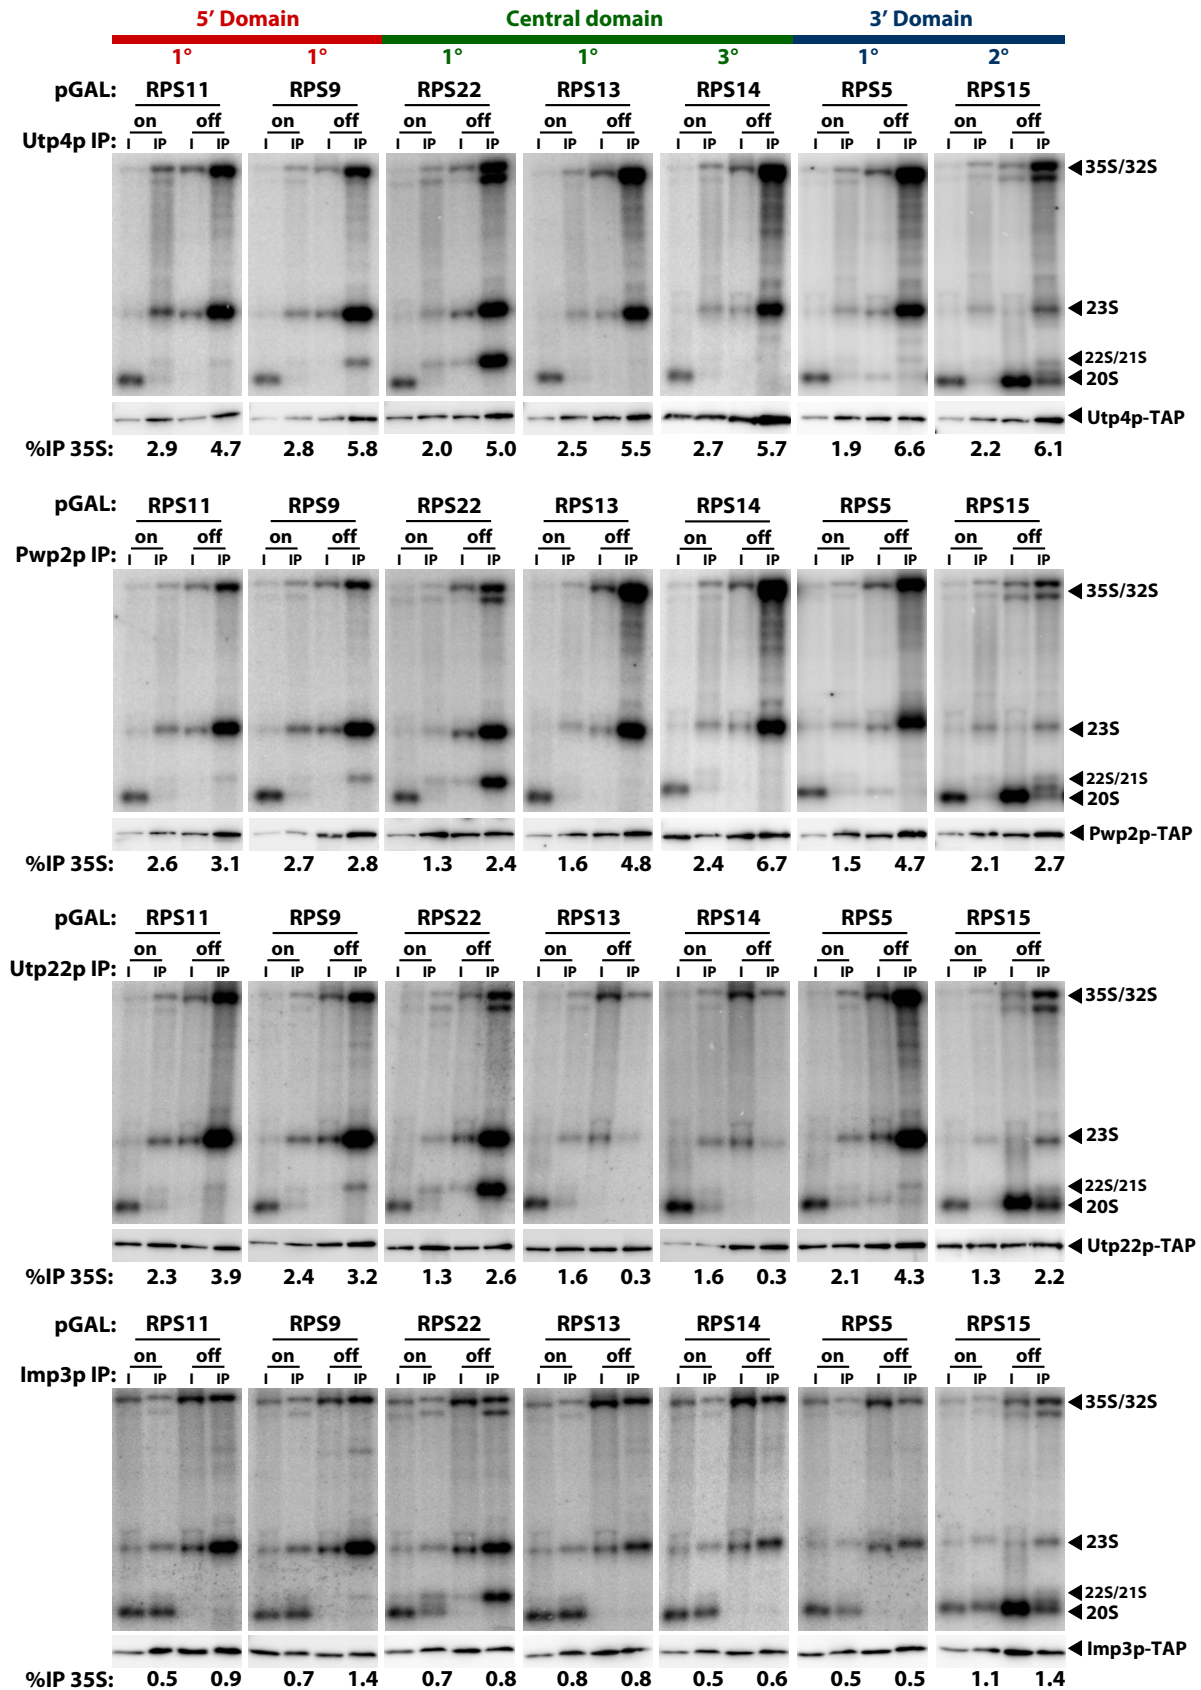 5′ Domain Central domain 3′ Domain
1° 1° 1° 1° 3° 1° 2°
pGAL: RPS11 RPS9 RPS22 RPS13 RPS14 RPS5 RPS15
on off on off on off on off on off on off on off
Utp4p IP: I IP I IP I IP I IP I IP I IP I IP I IP I IP I IP I IP I IP I IP I IP
35S/32S
23S
22S/21S
20S
Utp4p-TAP
%IP 35S: 2.9 4.7 2.8 5.8 2.0 5.0 2.5 5.5 2.7 5.7 1.9 6.6 2.2 6.1
pGAL: RPS11 RPS9 RPS22 RPS13 RPS14 RPS5 RPS15
on off on off on off on off on off on off on off
Pwp2p IP: I IP I IP I IP I IP I IP I IP I IP I IP I IP I IP I IP I IP I IP I IP
35S/32S
23S
22S/21S
20S
Pwp2p-TAP
%IP 35S: 2.6 3.1 2.7 2.8 1.3 2.4 1.6 4.8 2.4 6.7 1.5 4.7 2.1 2.7
pGAL: RPS11 RPS9 RPS22 RPS13 RPS14 RPS5 RPS15
on off on off on off on off on off on off on off
Utp22p IP: I IP I IP I IP I IP I IP I IP I IP I IP I IP I IP I IP I IP I IP I IP
35S/32S
23S
22S/21S
20S
Utp22p-TAP
%IP 35S: 2.3 3.9 2.4 3.2 1.3 2.6 1.6 0.3 1.6 0.3 2.1 4.3 1.3 2.2
pGAL: RPS11 RPS9 RPS22 RPS13 RPS14 RPS5 RPS15
on off on off on off on off on off on off on off
Imp3p IP: I IP I IP I IP I IP I IP I IP I IP I IP I IP I IP I IP I IP I IP I IP
35S/32S
23S
22S/21S
20S
Imp3p-TAP
%IP 35S: 0.5 0.9 0.7 1.4 0.7 0.8 0.8 0.8 0.5 0.6 0.5 0.5 1.1 1.4